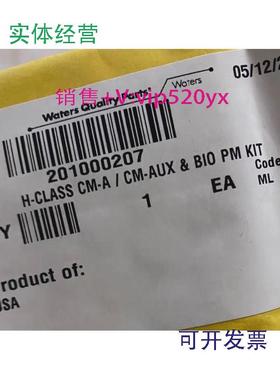 实体经营
Waters Quality Parts
Waters
05/12/2
销售+V vip520yx
201000207
H-CLASS CM-A / CM-AUX & BIO PM KIT
Y
1
EA
Code
ML
Product of:
USA
可开发票